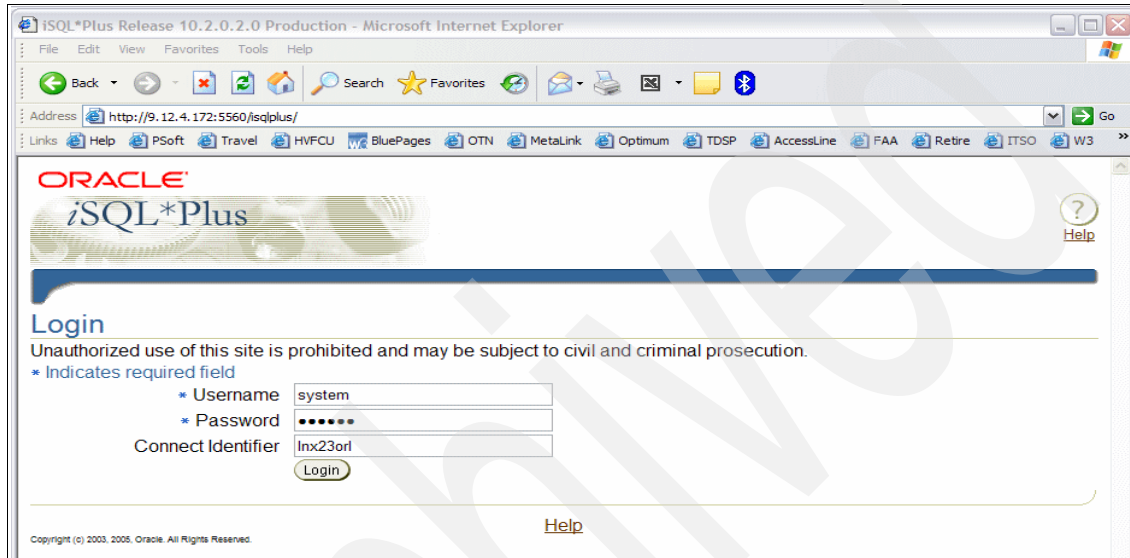 iSQL*Plus Release 10.2.0.2.0 Production - Microsoft Internet Explorer
File Edit View Favorites Tools Help
Back Search Favorites
Address http://9.12.4.172:5560/isqlplus/ Go
Links Help PSoft Travel HVFCU BluePages OTN MetaLink Optimum TDSP AccessLine FAA Retire ITSO W3 »
ORACLE
iSQL*Plus
Help
Login
Unauthorized use of this site is prohibited and may be subject to civil and criminal prosecution.
* Indicates required field
* Username system
* Password ••••••
Connect Identifier lnx23orl
Login
Help
Copyright (c) 2003, 2005, Oracle. All Rights Reserved.